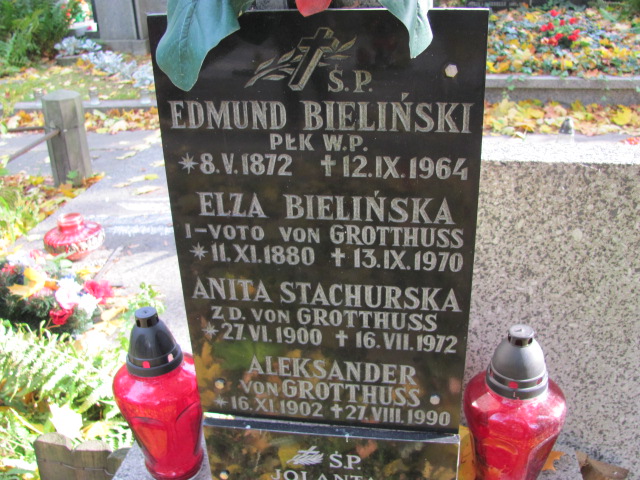 Ś.P.
EDMUND BIELIŃSKI
PŁK W.P.
*8.V.1872 ✝12.IX.1964
ELZA BIELIŃSKA
I-VOTO VON GROTTHUSS
*11.XI.1880 ✝13.IX.1970
ANITA STACHURSKA
Z D. VON GROTTHUSS
*27.VI.1900 ✝16.VII.1972
ALEKSANDER
VON GROTTHUSS
*16.XI.1902 ✝27.VIII.1990
Ś.P.
JOLANTA